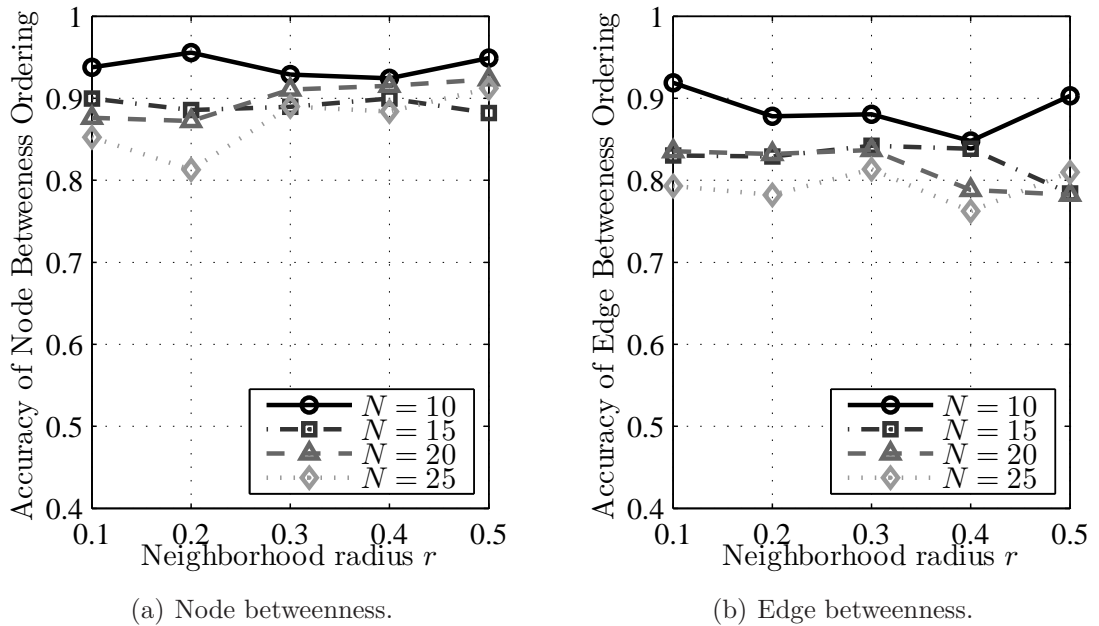 1
0.9
0.8
0.7
0.6
0.5
0.4
Accuracy of Node Betweeness Ordering
N = 10
N = 15
N = 20
N = 25
0.1 0.2 0.3 0.4 0.5
Neighborhood radius r
(a) Node betweenness.
1
0.9
0.8
0.7
0.6
0.5
0.4
Accuracy of Edge Betweeness Ordering
N = 10
N = 15
N = 20
N = 25
0.1 0.2 0.3 0.4 0.5
Neighborhood radius r
(b) Edge betweenness.